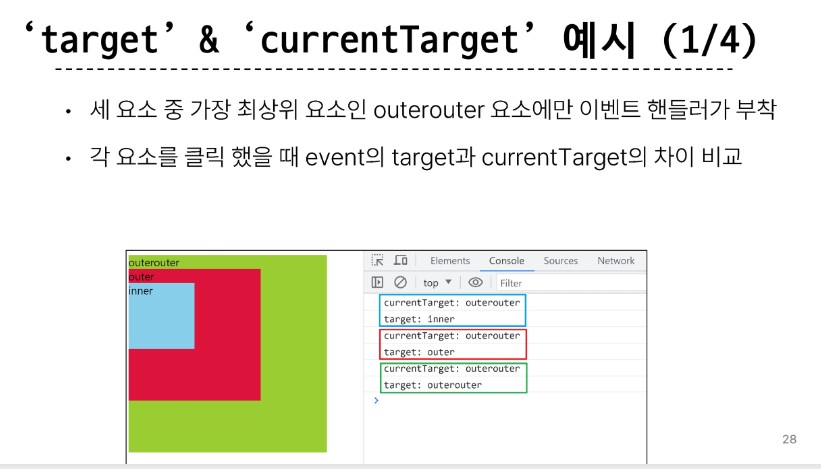 ‘target’ & ‘currentTarget’ 예시 (1/4)
• 세 요소 중 가장 최상위 요소인 outerouter 요소에만 이벤트 핸들러가 부착
• 각 요소를 클릭 했을 때 event의 target과 currentTarget의 차이 비교
outerouter
outer
inner
Elements Console Sources Network
top ▼ Filter
currentTarget: outerouter
target: inner
currentTarget: outerouter
target: outer
currentTarget: outerouter
target: outerouter
>
28